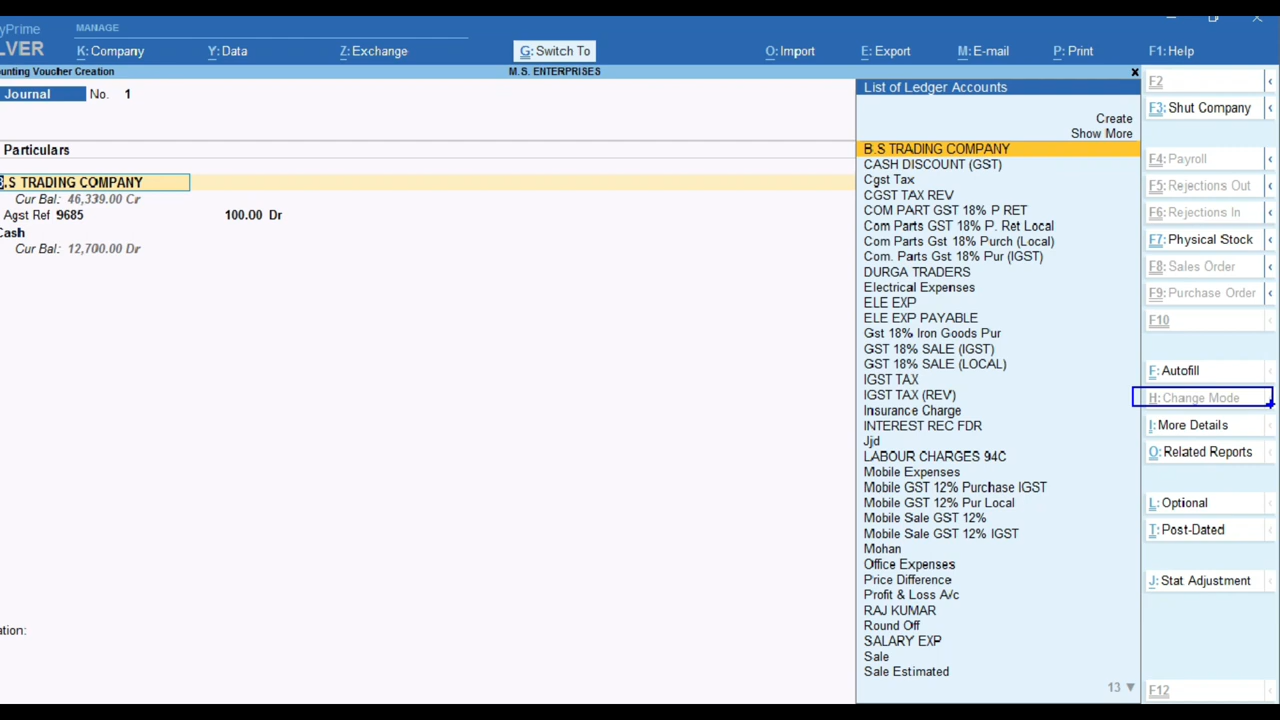 yPrime
MANAGE
LVER
K: Company
Y: Data
Z: Exchange
G: Switch To
O: Import
E: Export
M: E-mail
P: Print
F1: Help
ounting Voucher Creation
M.S. ENTERPRISES
x
Journal No. 1
Particulars
B.S TRADING COMPANY
Cur Bal: 46,339.00 Cr
Agst Ref 9685 100.00 Dr
Cash
Cur Bal: 12,700.00 Dr
ation:
List of Ledger Accounts
Create
Show More
B.S TRADING COMPANY
CASH DISCOUNT (GST)
Cgst Tax
CGST TAX REV
COM PART GST 18% P RET
Com Parts GST 18% P. Ret Local
Com Parts Gst 18% Purch (Local)
Com. Parts Gst 18% Pur (IGST)
DURGA TRADERS
Electrical Expenses
ELE EXP
ELE EXP PAYABLE
Gst 18% Iron Goods Pur
GST 18% SALE (IGST)
GST 18% SALE (LOCAL)
IGST TAX
IGST TAX (REV)
Insurance Charge
INTEREST REC FDR
Jjd
LABOUR CHARGES 94C
Mobile Expenses
Mobile GST 12% Purchase IGST
Mobile GST 12% Pur Local
Mobile Sale GST 12%
Mobile Sale GST 12% IGST
Mohan
Office Expenses
Price Difference
Profit & Loss A/c
RAJ KUMAR
Round Off
SALARY EXP
Sale
Sale Estimated
13 ▼
F2
F3: Shut Company
F4: Payroll
F5: Rejections Out
F6: Rejections In
F7: Physical Stock
F8: Sales Order
F9: Purchase Order
F10
F: Autofill
H: Change Mode
I: More Details
O: Related Reports
L: Optional
T: Post-Dated
J: Stat Adjustment
F12